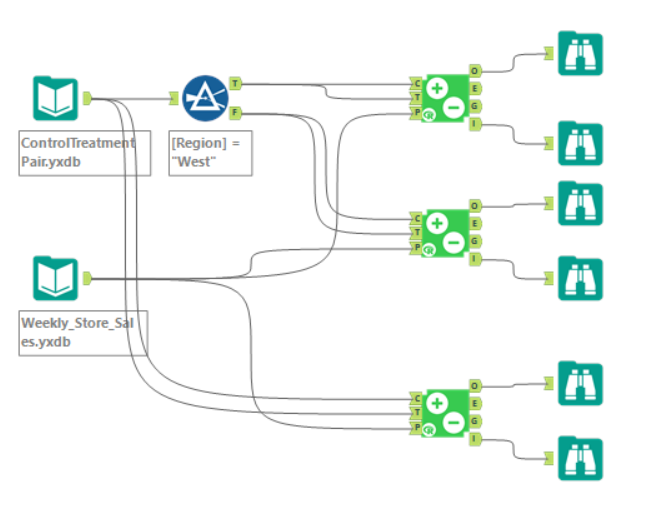 ControlTreatment
Pair.yxdb
[Region] =
"West"
T
F
C
T
P
O
E
G
I
R
C
T
P
O
E
G
I
R
Weekly_Store_Sal
es.yxdb
C
T
P
O
E
G
I
R